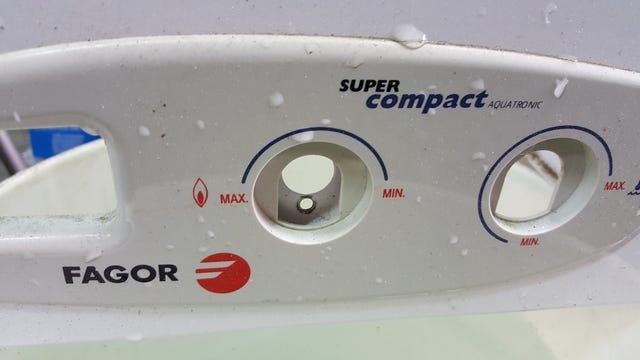 SUPER
compact AQUATRONIC
MAX. MIN.
MAX.
MIN.
FAGOR